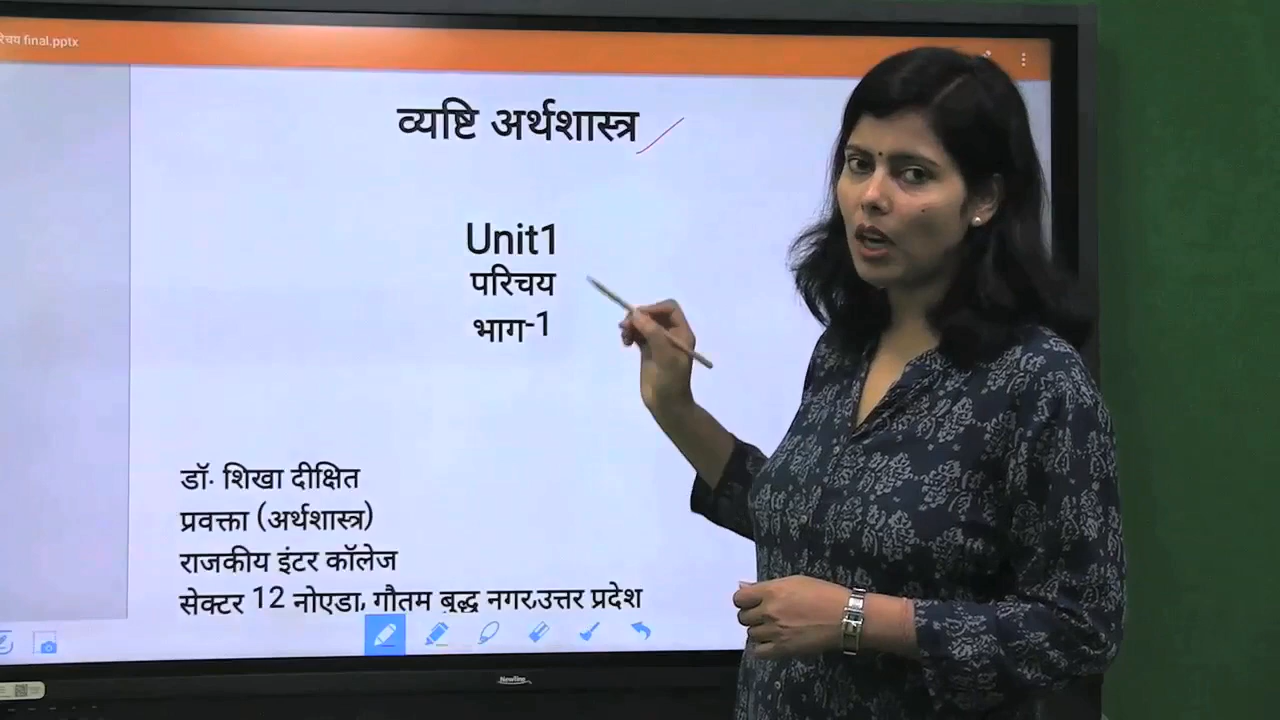 रिचय final.pptx
व्यष्टि अर्थशास्त्र
Unit1
परिचय
भाग-1
डॉ. शिखा दीक्षित
प्रवक्ता (अर्थशास्त्र)
राजकीय इंटर कॉलेज
सेक्टर 12 नोएडा, गौतम बुद्ध नगर,उत्तर प्रदेश
Newline